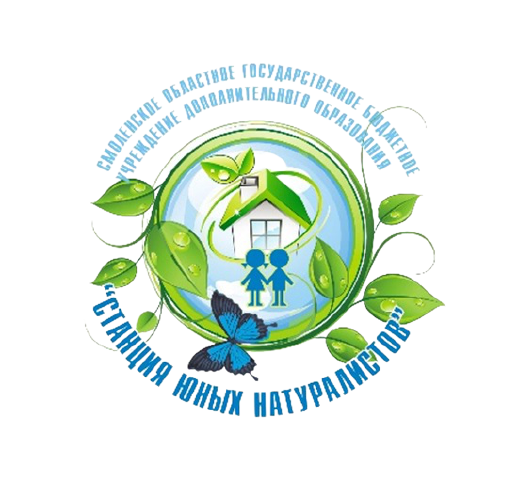 СМОЛЕНСКОЕ ОБЛАСТНОЕ ГОСУДАРСТВЕННОЕ БЮДЖЕТНОЕ
УЧРЕЖДЕНИЕ ДОПОЛНИТЕЛЬНОГО ОБРАЗОВАНИЯ
"СТАНЦИЯ ЮНЫХ НАТУРАЛИСТОВ"